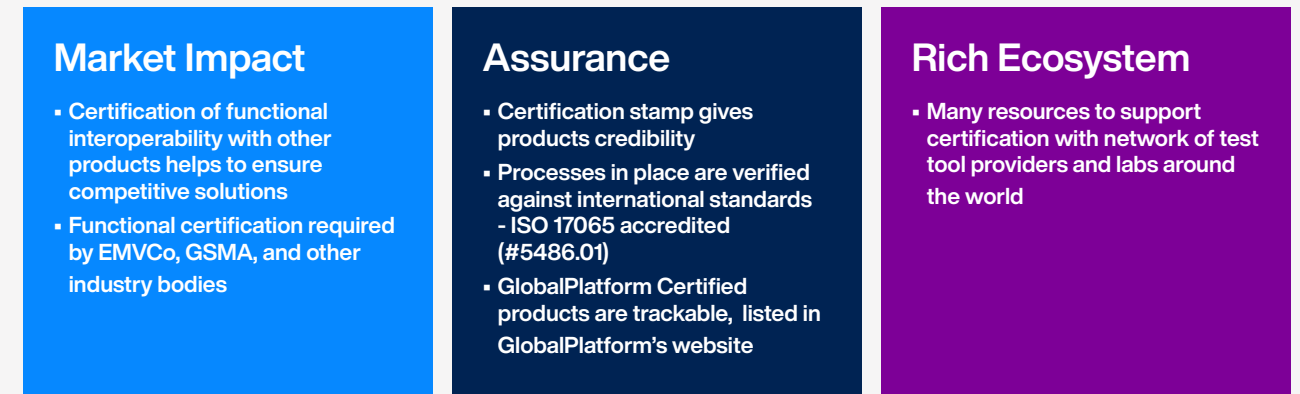 Market Impact
▪ Certification of functional
interoperability with other
products helps to ensure
competitive solutions
▪ Functional certification required
by EMVCo, GSMA, and other
industry bodies
Assurance
▪ Certification stamp gives
products credibility
▪ Processes in place are verified
against international standards
- ISO 17065 accredited
(#5486.01)
▪ GlobalPlatform Certified
products are trackable,  listed in
GlobalPlatform’s website
Rich Ecosystem
▪ Many resources to support
certification with network of test
tool providers and labs around
the world